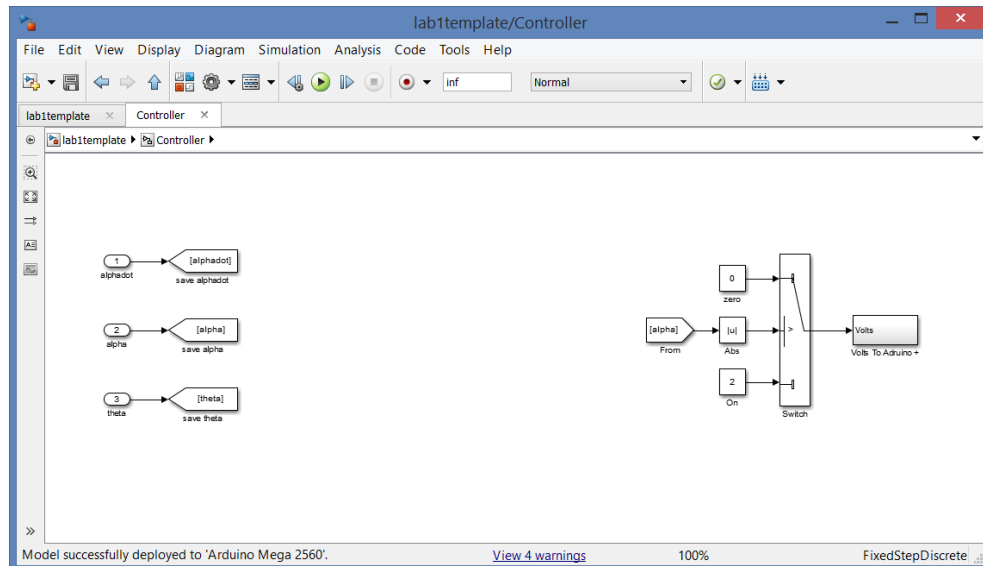 lab1template/Controller
File Edit View Display Diagram Simulation Analysis Code Tools Help
inf
Normal
lab1template
Controller
lab1template
Controller
1
alphadot
[alphadot]
save alphadot
2
alpha
[alpha]
save alpha
3
theta
[theta]
save theta
0
zero
[alpha]
From
|u|
Abs
2
On
>
Switch
Volts
Volts To Adruino +
Model successfully deployed to 'Arduino Mega 2560'.
View 4 warnings
100%
FixedStepDiscrete